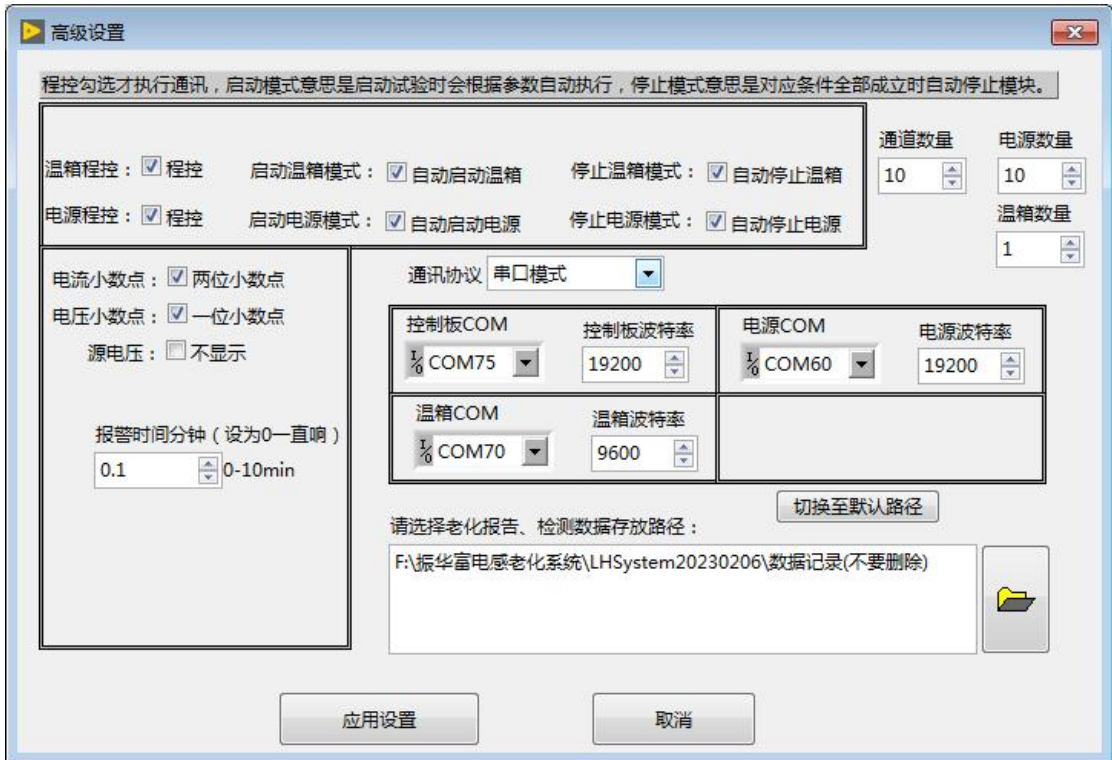 高级设置
程控勾选才执行通讯，启动模式意思是启动试验时会根据参数自动执行，停止模式意思是对应条件全部成立时自动停止模块。
温箱程控： 程控 启动温箱模式： 自动启动温箱 停止温箱模式： 自动停止温箱
电源程控： 程控 启动电源模式： 自动启动电源 停止电源模式： 自动停止电源
通道数量 电源数量
10 10
温箱数量
1
电流小数点： 两位小数点
电压小数点： 一位小数点
源电压： 不显示
报警时间分钟（设为0一直响）
0.1 0-10min
通讯协议 串口模式
控制板COM 控制板波特率 电源COM 电源波特率
I/O COM75 19200 I/O COM60 19200
温箱COM 温箱波特率
I/O COM70 9600
切换至默认路径
请选择老化报告、检测数据存放路径：
F:\振华富电感老化系统\LHSystem20230206\数据记录(不要删除)
应用设置 取消